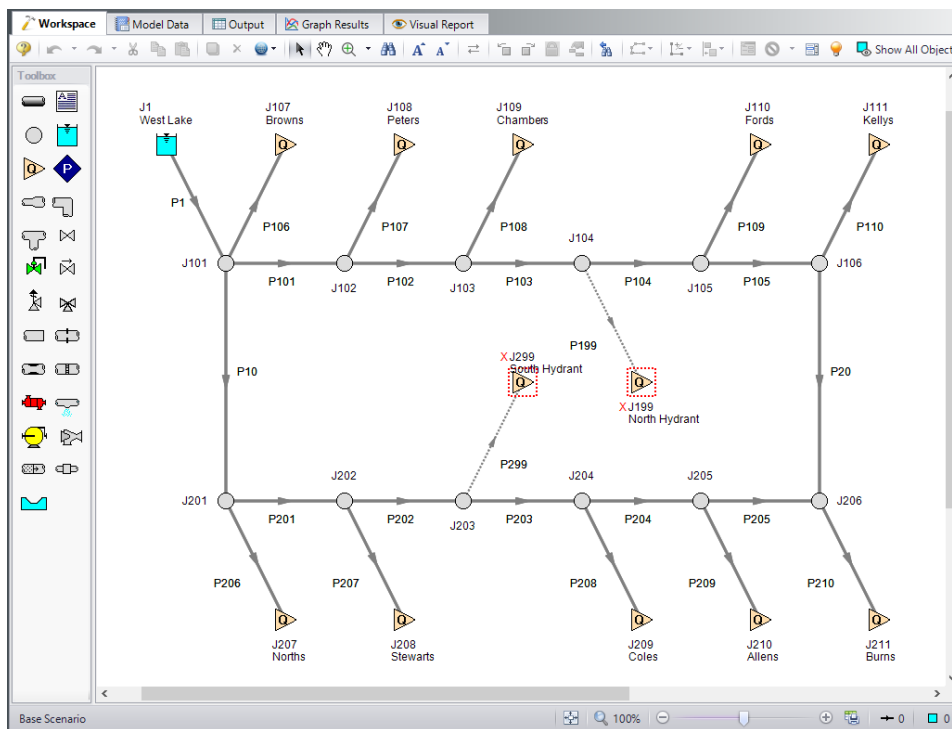 Workspace
Model Data
Output
Graph Results
Visual Report
A A
Show All Object
Toolbox
A
Q P
J1
West Lake
J107
Browns
J108
Peters
J109
Chambers
J110
Fords
J111
Kellys
Q Q Q Q Q
P1
P106
P107
P108
P109
P110
J104
J101
P101
J102
P102
J103
P103
P104
J105
P105
J106
P199
P10
X J299
South Hydrant
Q
Q
X J199
North Hydrant
P20
P299
J201
J202
J204
J205
J206
P201
P202
J203
P203
P204
P205
P206
P207
P208
P209
P210
Q Q Q Q Q
J207
Norths
J208
Stewarts
J209
Coles
J210
Allens
J211
Burns
Base Scenario
100%
0
0